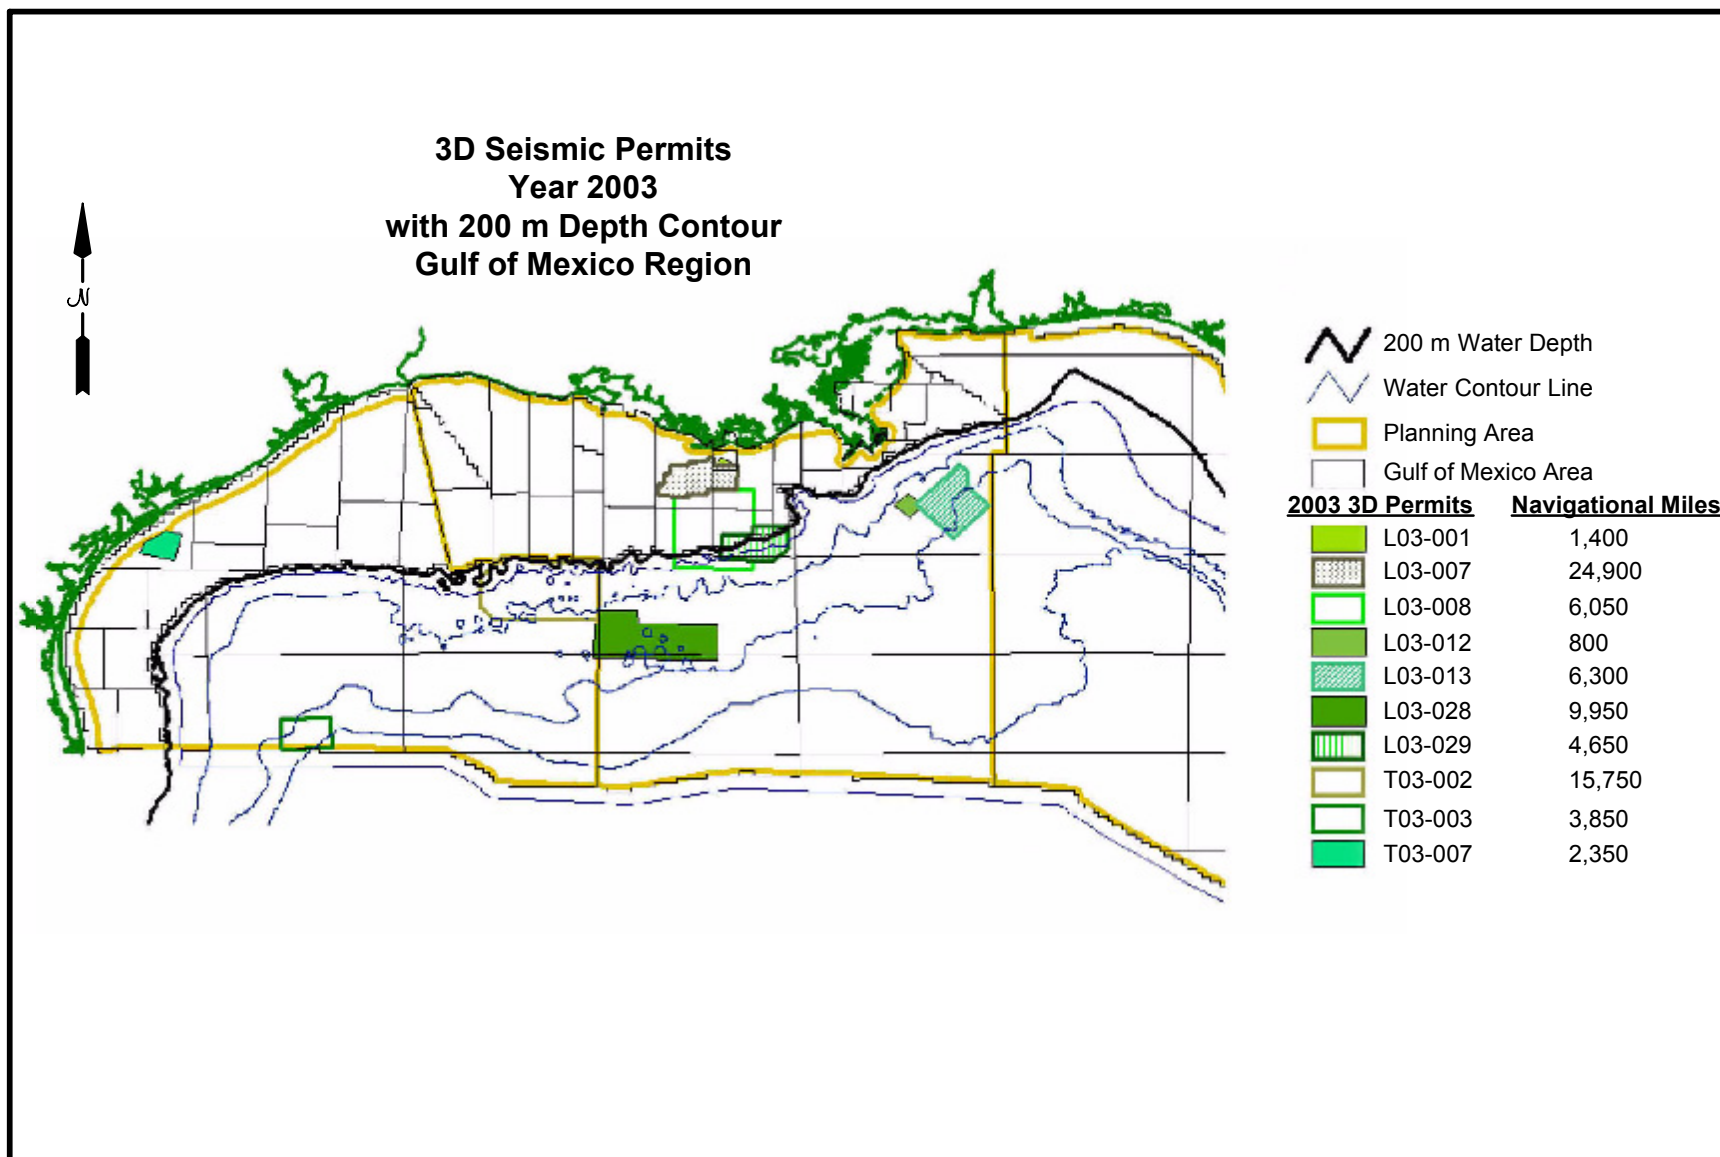 3D Seismic Permits
Year 2003
with 200 m Depth Contour
Gulf of Mexico Region
N
200 m Water Depth
Water Contour Line
Planning Area
Gulf of Mexico Area
2003 3D Permits Navigational Miles
L03-001 1,400
L03-007 24,900
L03-008 6,050
L03-012 800
L03-013 6,300
L03-028 9,950
L03-029 4,650
T03-002 15,750
T03-003 3,850
T03-007 2,350